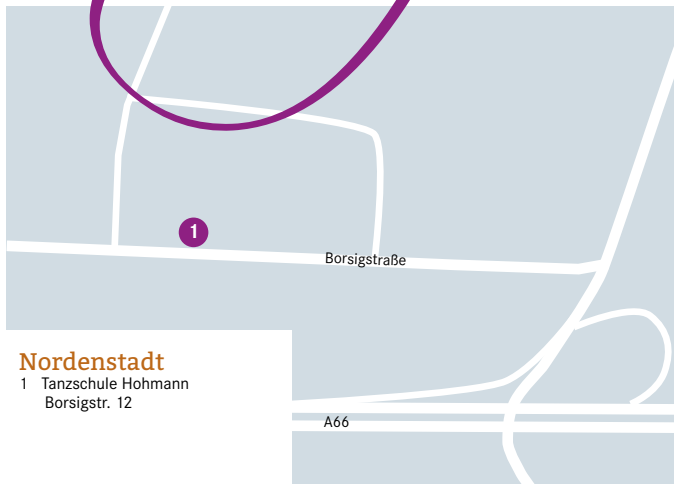 1
Borsigstraße
Nordenstadt
1 Tanzschule Hohmann
Borsigstr. 12
A66